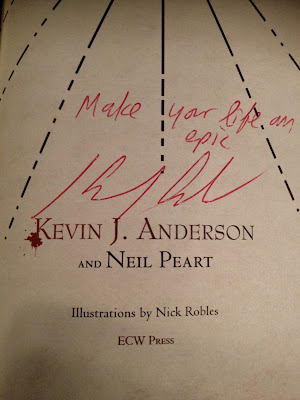 Make your life an
epic
KEVIN J. ANDERSON
AND NEIL PEART
Illustrations by Nick Robles
ECW PRESS